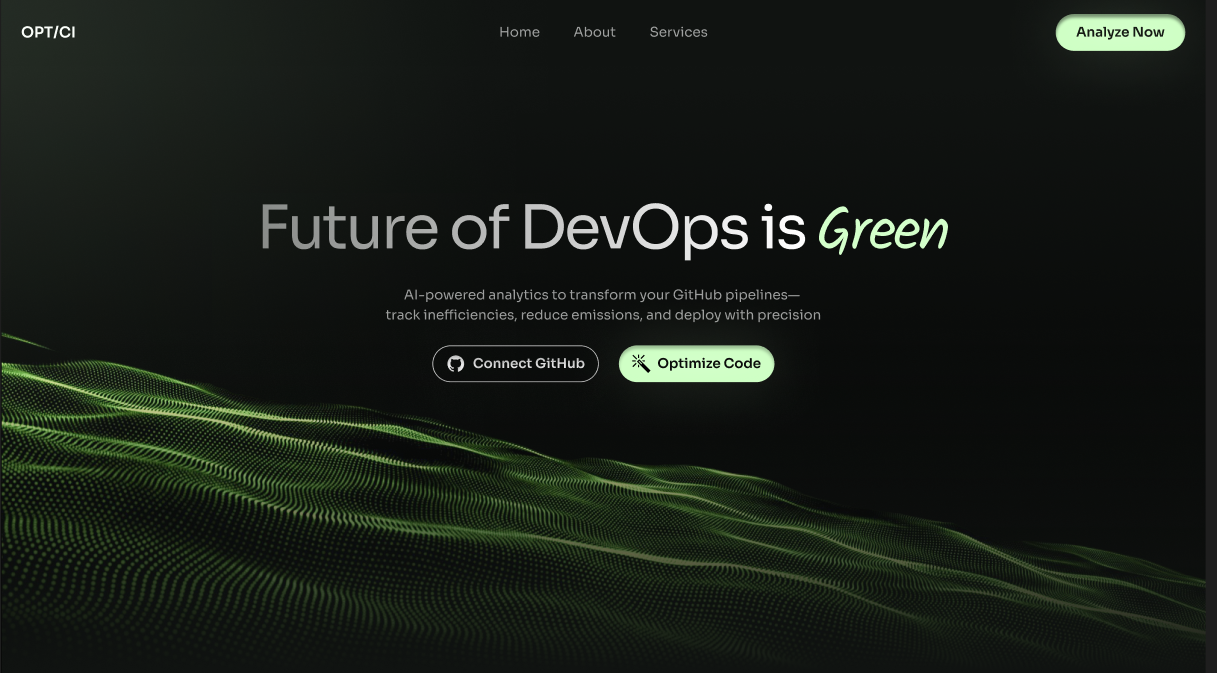 OPT/CI
Home
About
Services
Analyze Now
Future of DevOps is Green
AI-powered analytics to transform your GitHub pipelines—
track inefficiencies, reduce emissions, and deploy with precision
Connect GitHub
Optimize Code